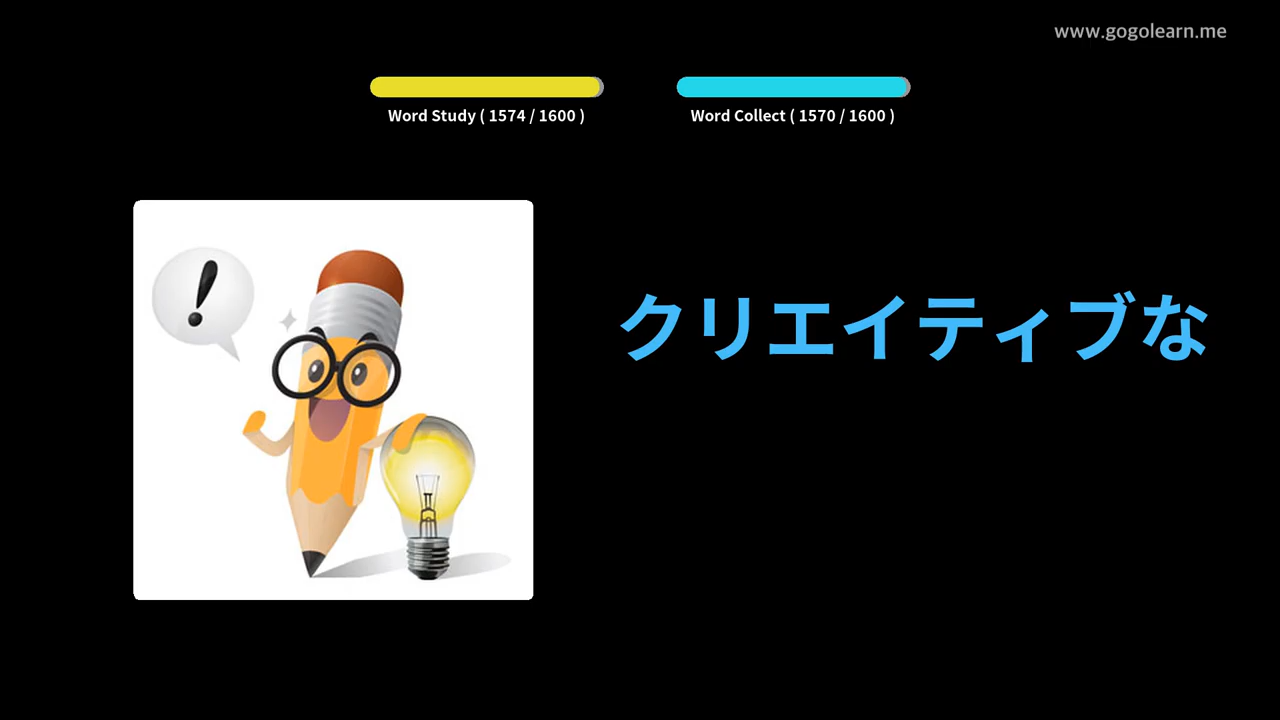 www.gogolearn.me
Word Study ( 1574 / 1600 )
Word Collect ( 1570 / 1600 )
!
クリエイティブな